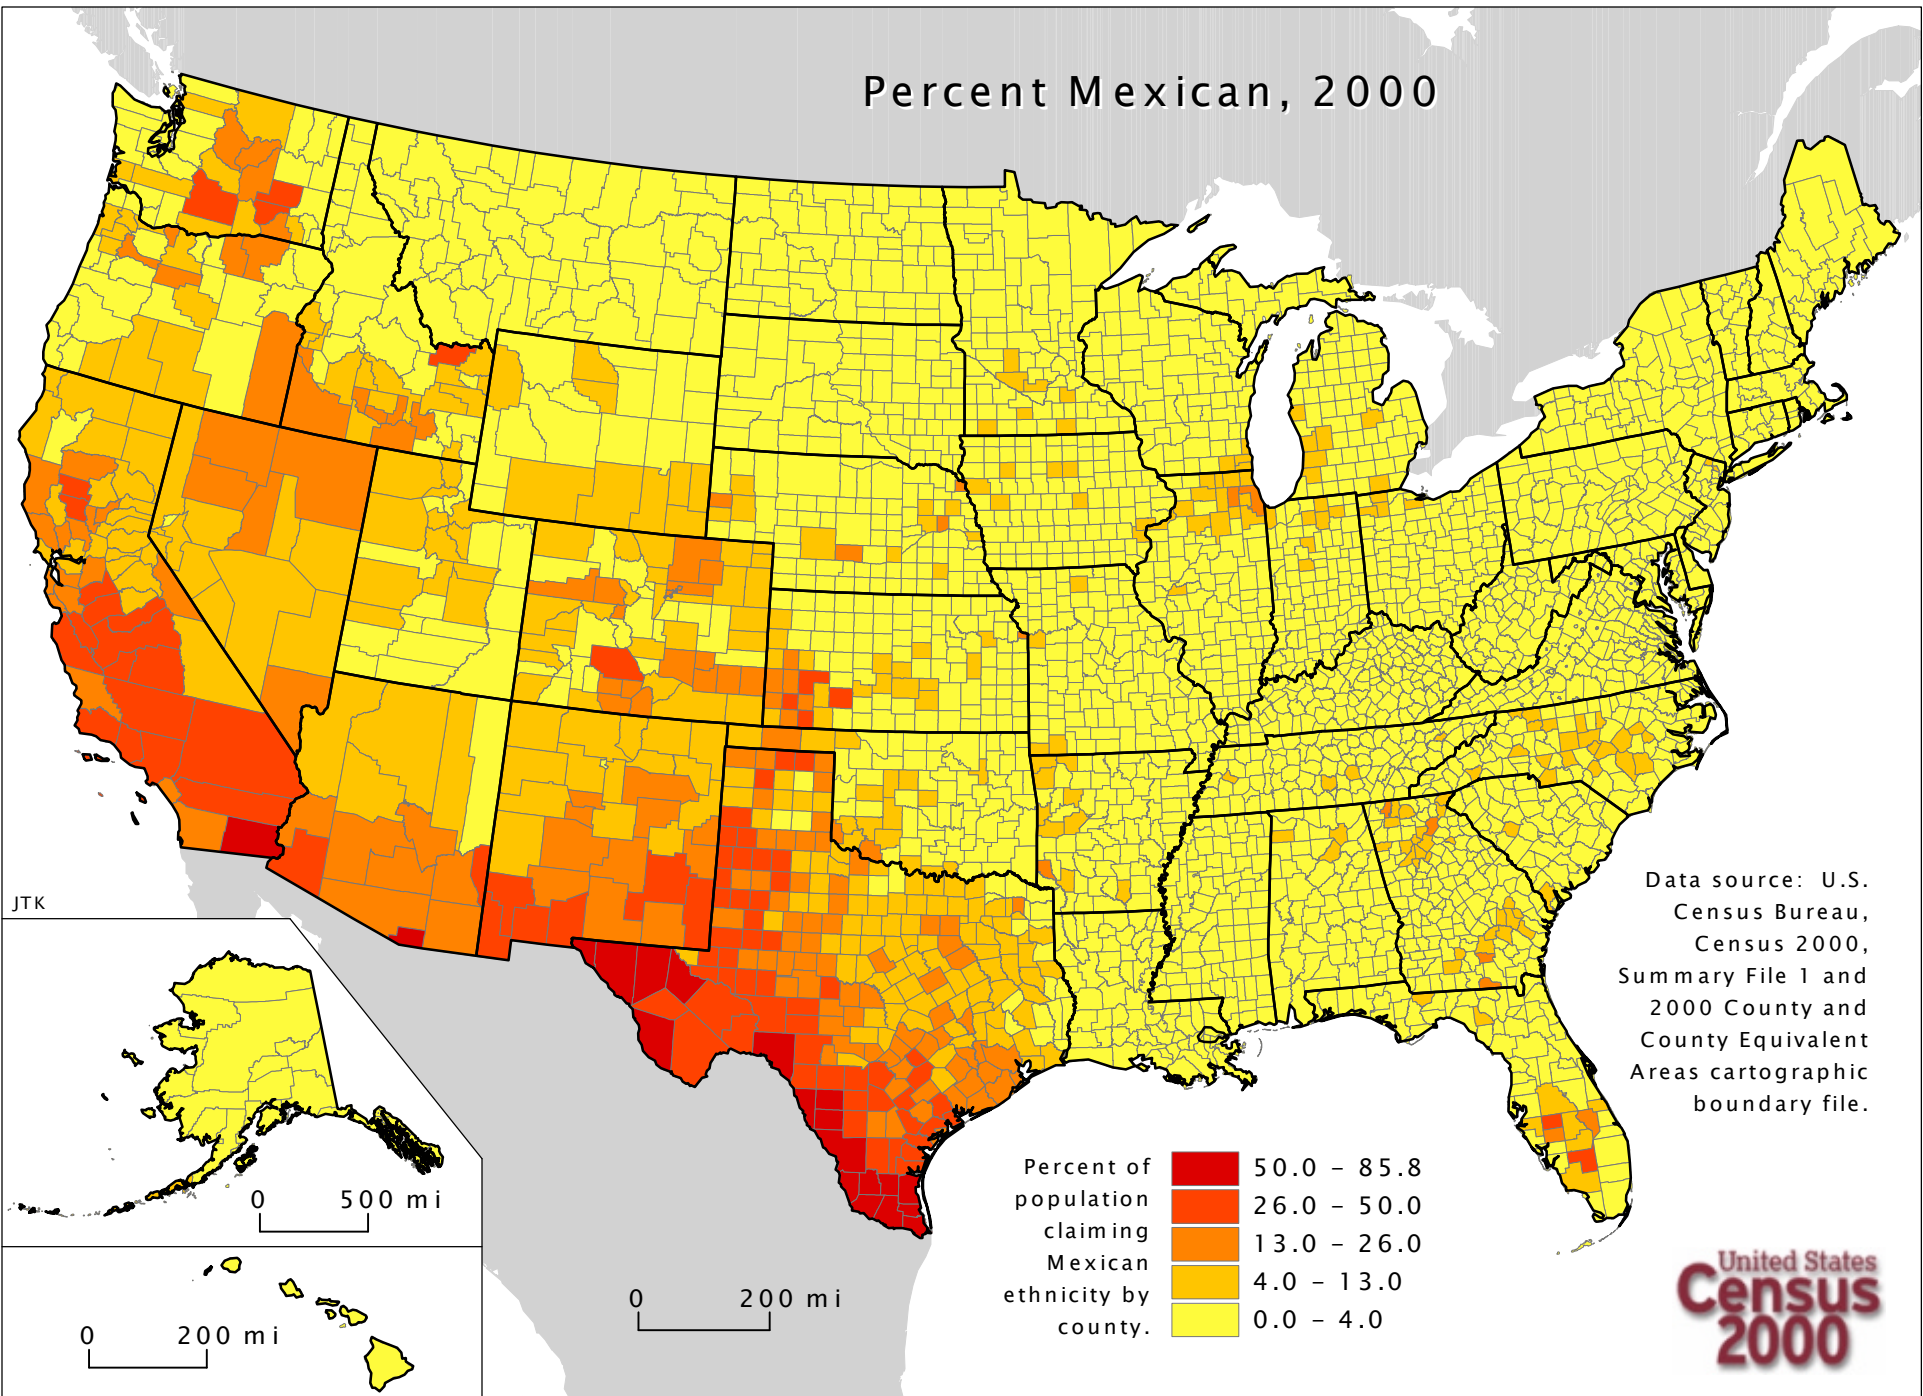 Percent Mexican, 2000
JTK
Data source: U.S.
Census Bureau,
Census 2000,
Summary File 1 and
2000 County and
County Equivalent
Areas cartographic
boundary file.
0 500 mi
0 200 mi
0 200 mi
Percent of
population
claiming
Mexican
ethnicity by
county.
50.0 – 85.8
26.0 – 50.0
13.0 – 26.0
4.0 – 13.0
0.0 – 4.0
United States
Census
2000